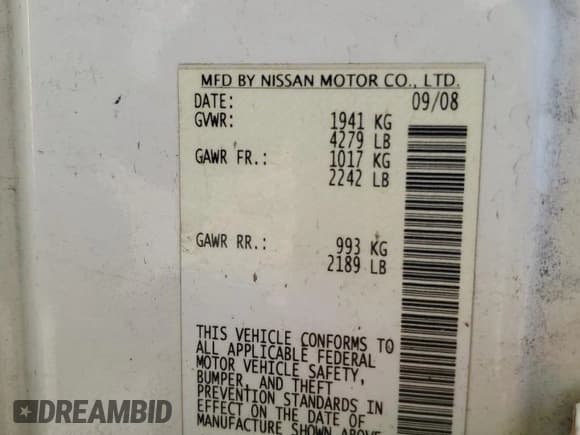 MFD BY NISSAN MOTOR CO., LTD.
DATE: 09/08
GVWR: 1941 KG
4279 LB
GAWR FR.: 1017 KG
2242 LB
GAWR RR.: 993 KG
2189 LB
THIS VEHICLE CONFORMS TO
ALL APPLICABLE FEDERAL
MOTOR VEHICLE SAFETY,
BUMPER, AND THEFT
PREVENTION STANDARDS IN
EFFECT ON THE DATE OF
MANUFACTURE SHOWN ABOVE
DREAMBID